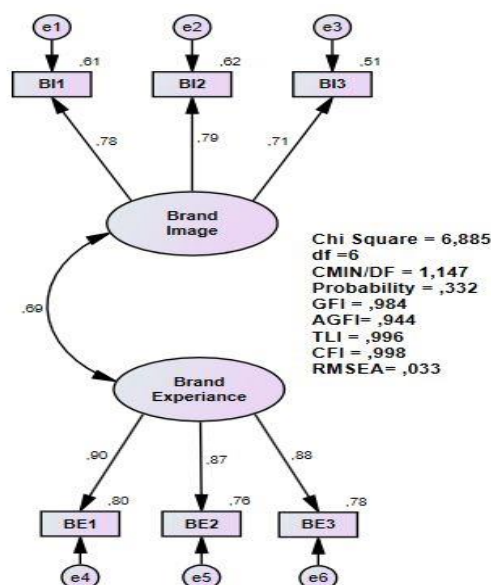 e1 e2 e3
,61 ,62 ,51
BI1 BI2 BI3
,78 ,79 ,71
Brand
Image
Chi Square = 6,885
df =6
CMIN/DF = 1,147
Probability = ,332
GFI = ,984
AGFI= ,944
TLI = ,996
CFI = ,998
RMSEA= ,033
,69
Brand
Experiance
,90 ,87 ,88
,80 ,76 ,78
BE1 BE2 BE3
e4 e5 e6